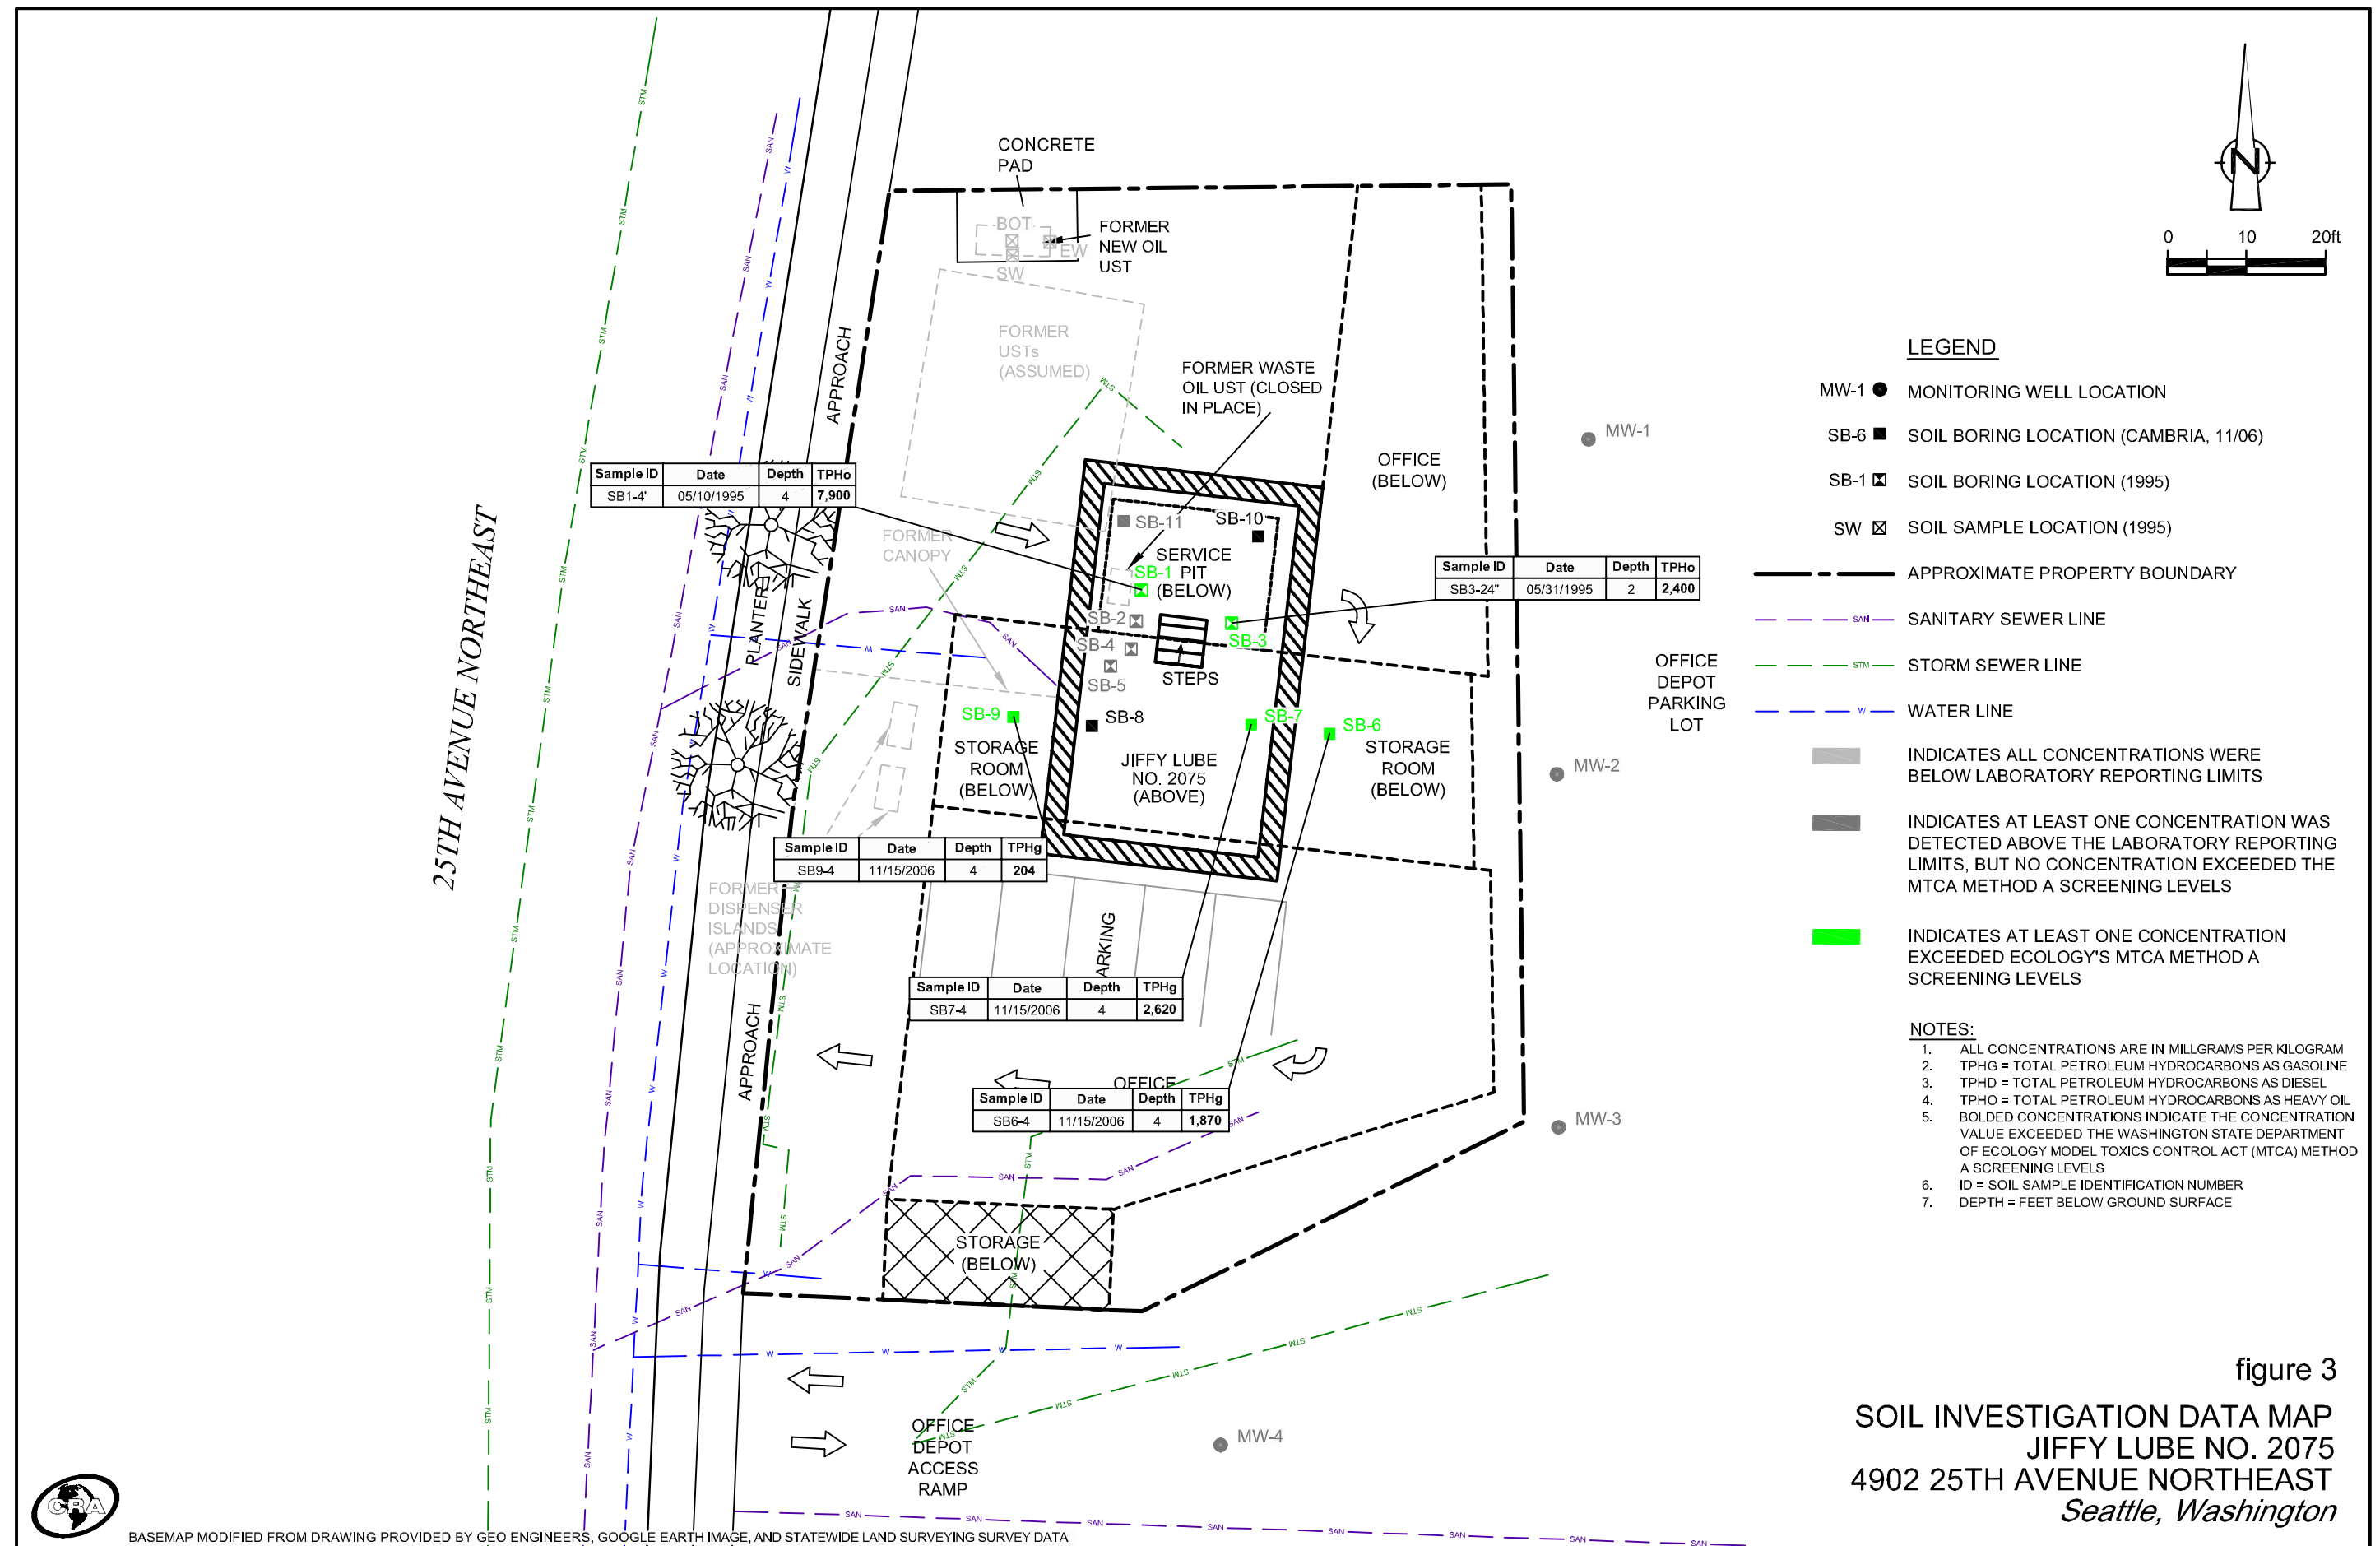 CONCRETE
PAD
BOT
EW
SW
FORMER
NEW OIL
UST
FORMER
USTs
(ASSUMED)
APPROACH
FORMER WASTE
OIL UST (CLOSED
IN PLACE)
OFFICE
(BELOW)
MW-1
Sample ID Date Depth TPHo
SB1-4' 05/10/1995 4 7,900
SB-11
SB-10
FORMER
CANOPY
SERVICE
PIT
(BELOW)
SB-1
Sample ID Date Depth TPHo
SB3-24" 05/31/1995 2 2,400
SB-2
SB-3
SB-4
SB-5
STEPS
PLANTER
SIDEWALK
25TH AVENUE NORTHEAST
OFFICE
DEPOT
PARKING
LOT
SB-9
SB-8
SB-7
SB-6
STORAGE
ROOM
(BELOW)
JIFFY LUBE
NO. 2075
(ABOVE)
STORAGE
ROOM
(BELOW)
MW-2
Sample ID Date Depth TPHg
SB9-4 11/15/2006 4 204
FORMER
DISPENSER
ISLANDS
(APPROXIMATE
LOCATION)
ARKING
Sample ID Date Depth TPHg
SB7-4 11/15/2006 4 2,620
APPROACH
OFFICE
Sample ID Date Depth TPHg
SB6-4 11/15/2006 4 1,870
MW-3
STORAGE
(BELOW)
OFFICE
DEPOT
ACCESS
RAMP
MW-4
STM
SAN
W
N
0 10 20ft
LEGEND
MW-1 MONITORING WELL LOCATION
SB-6 SOIL BORING LOCATION (CAMBRIA, 11/06)
SB-1 SOIL BORING LOCATION (1995)
SW SOIL SAMPLE LOCATION (1995)
APPROXIMATE PROPERTY BOUNDARY
SAN SANITARY SEWER LINE
STM STORM SEWER LINE
W WATER LINE
INDICATES ALL CONCENTRATIONS WERE
BELOW LABORATORY REPORTING LIMITS
INDICATES AT LEAST ONE CONCENTRATION WAS
DETECTED ABOVE THE LABORATORY REPORTING
LIMITS, BUT NO CONCENTRATION EXCEEDED THE
MTCA METHOD A SCREENING LEVELS
INDICATES AT LEAST ONE CONCENTRATION
EXCEEDED ECOLOGY'S MTCA METHOD A
SCREENING LEVELS
NOTES:
1. ALL CONCENTRATIONS ARE IN MILLGRAMS PER KILOGRAM
2. TPHG = TOTAL PETROLEUM HYDROCARBONS AS GASOLINE
3. TPHD = TOTAL PETROLEUM HYDROCARBONS AS DIESEL
4. TPHO = TOTAL PETROLEUM HYDROCARBONS AS HEAVY OIL
5. BOLDED CONCENTRATIONS INDICATE THE CONCENTRATION
VALUE EXCEEDED THE WASHINGTON STATE DEPARTMENT
OF ECOLOGY MODEL TOXICS CONTROL ACT (MTCA) METHOD
A SCREENING LEVELS
6. ID = SOIL SAMPLE IDENTIFICATION NUMBER
7. DEPTH = FEET BELOW GROUND SURFACE
figure 3
SOIL INVESTIGATION DATA MAP
JIFFY LUBE NO. 2075
4902 25TH AVENUE NORTHEAST
Seattle, Washington
CRA
BASEMAP MODIFIED FROM DRAWING PROVIDED BY GEO ENGINEERS, GOOGLE EARTH IMAGE, AND STATEWIDE LAND SURVEYING SURVEY DATA